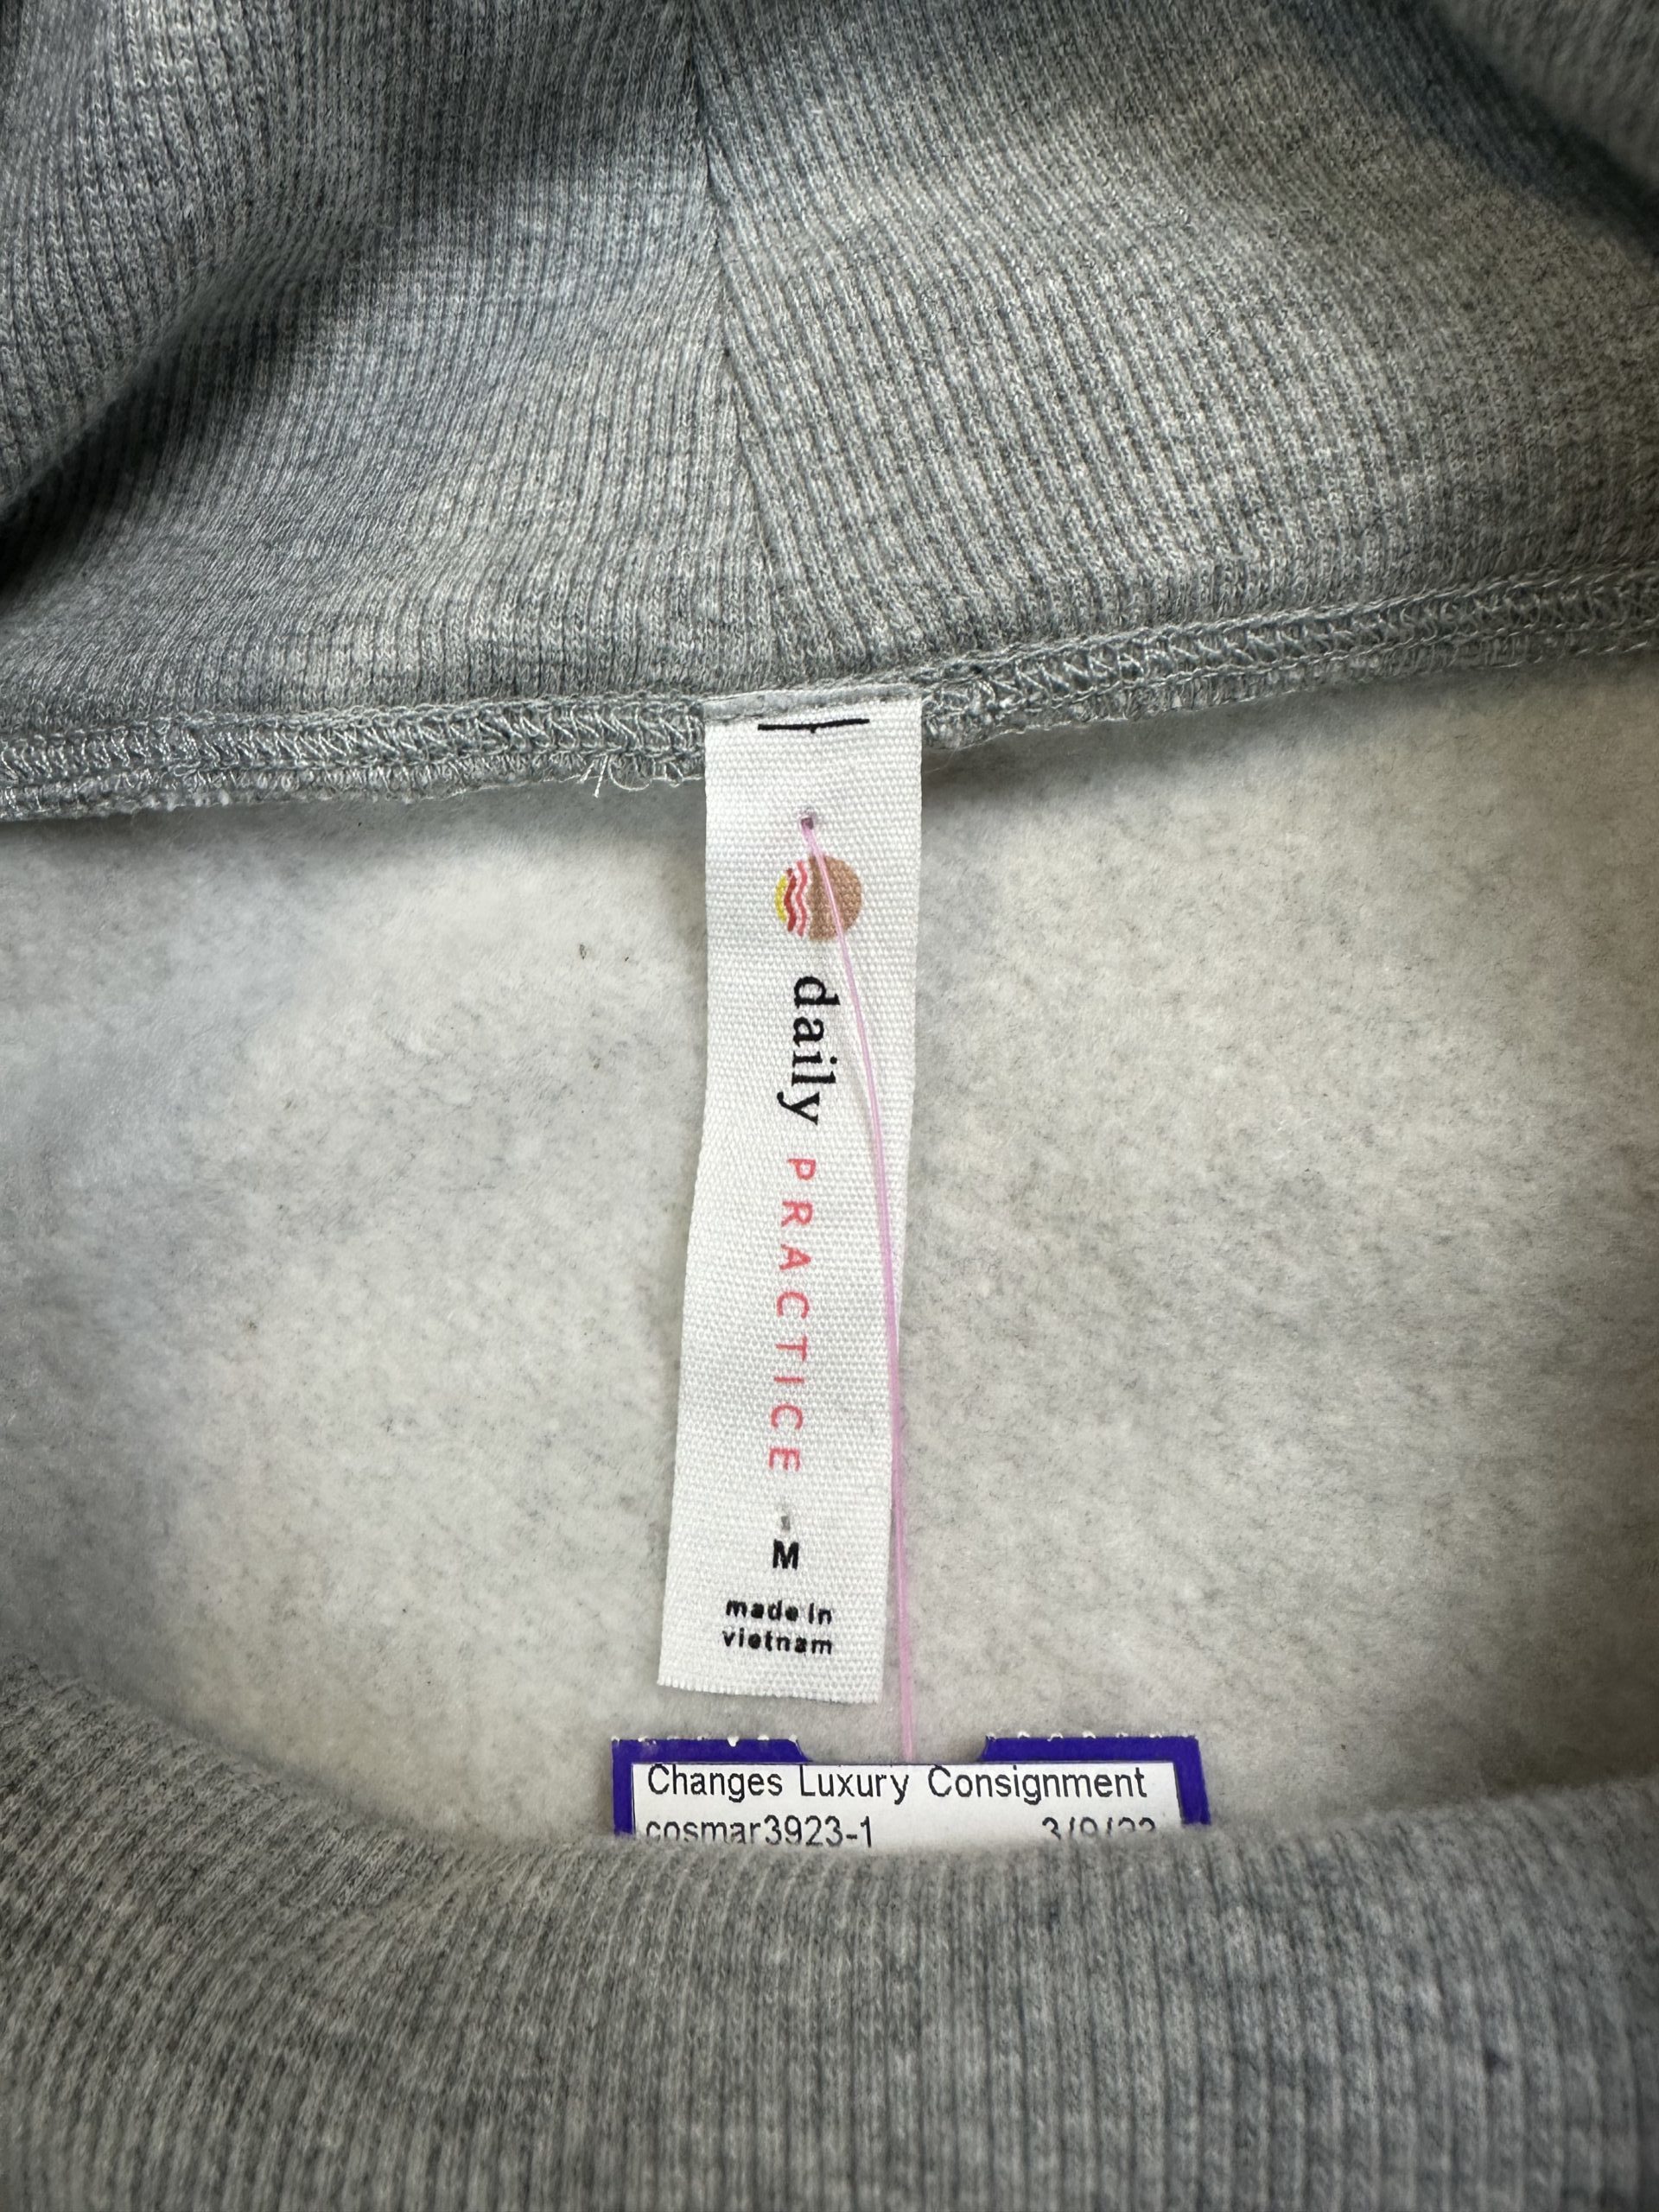 daily PRACTICE
M
made in
vietnam
Changes Luxury Consignment
cosmar3923-1